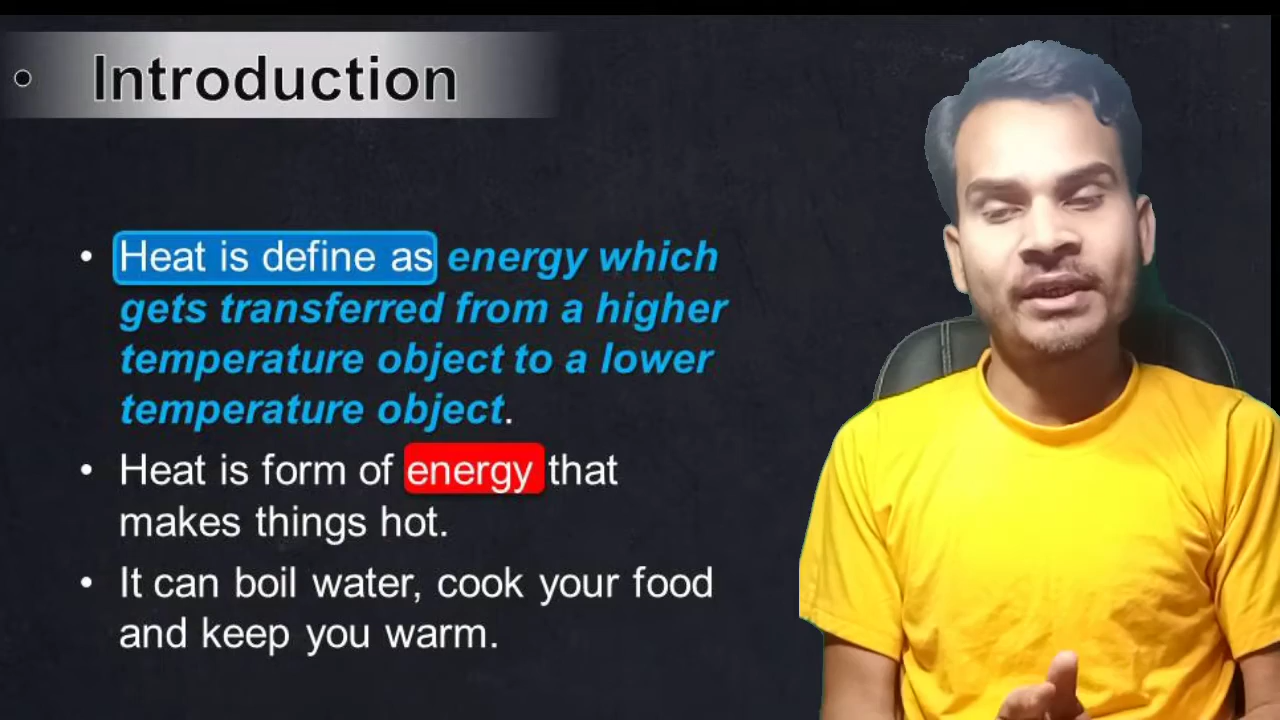 • Introduction
• Heat is define as energy which
gets transferred from a higher
temperature object to a lower
temperature object.
• Heat is form of energy that
makes things hot.
• It can boil water, cook your food
and keep you warm.